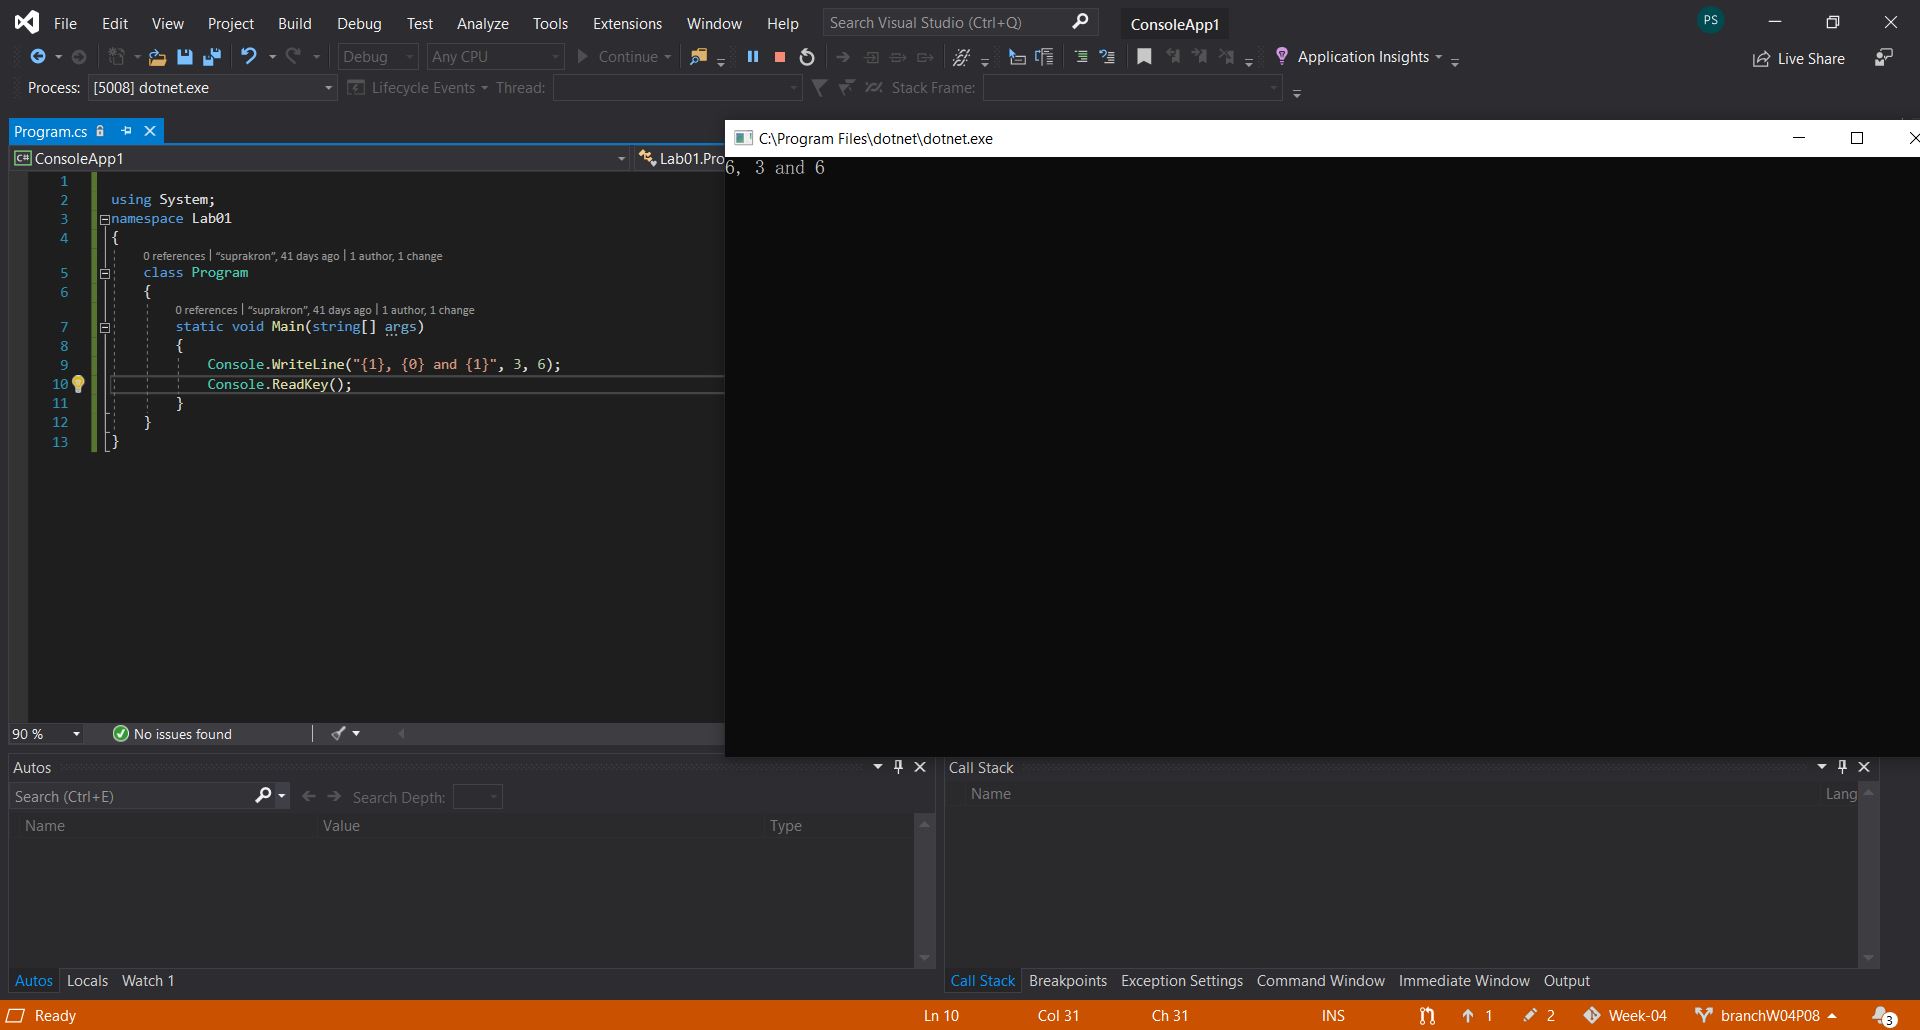 File Edit View Project Build Debug Test Analyze Tools Extensions Window Help Search Visual Studio (Ctrl+Q) ConsoleApp1 PS
Debug Any CPU Continue Application Insights Live Share
Process: [5008] dotnet.exe Lifecycle Events Thread: Stack Frame:
Program.cs
C# ConsoleApp1 Lab01.Pro
1
2 using System;
3 namespace Lab01
4 {
0 references | "suprakron", 41 days ago | 1 author, 1 change
5 class Program
6 {
0 references | "suprakron", 41 days ago | 1 author, 1 change
7 static void Main(string[] args)
8 {
9 Console.WriteLine("{1}, {0} and {1}", 3, 6);
10 Console.ReadKey();
11 }
12 }
13 }
C:\Program Files\dotnet\dotnet.exe
6, 3 and 6
90 % No issues found
Autos
Search (Ctrl+E) Search Depth:
Name Value Type
Autos Locals Watch 1
Call Stack
Name Lang
Call Stack Breakpoints Exception Settings Command Window Immediate Window Output
Ready Ln 10 Col 31 Ch 31 INS 1 2 Week-04 branchW04P08 3